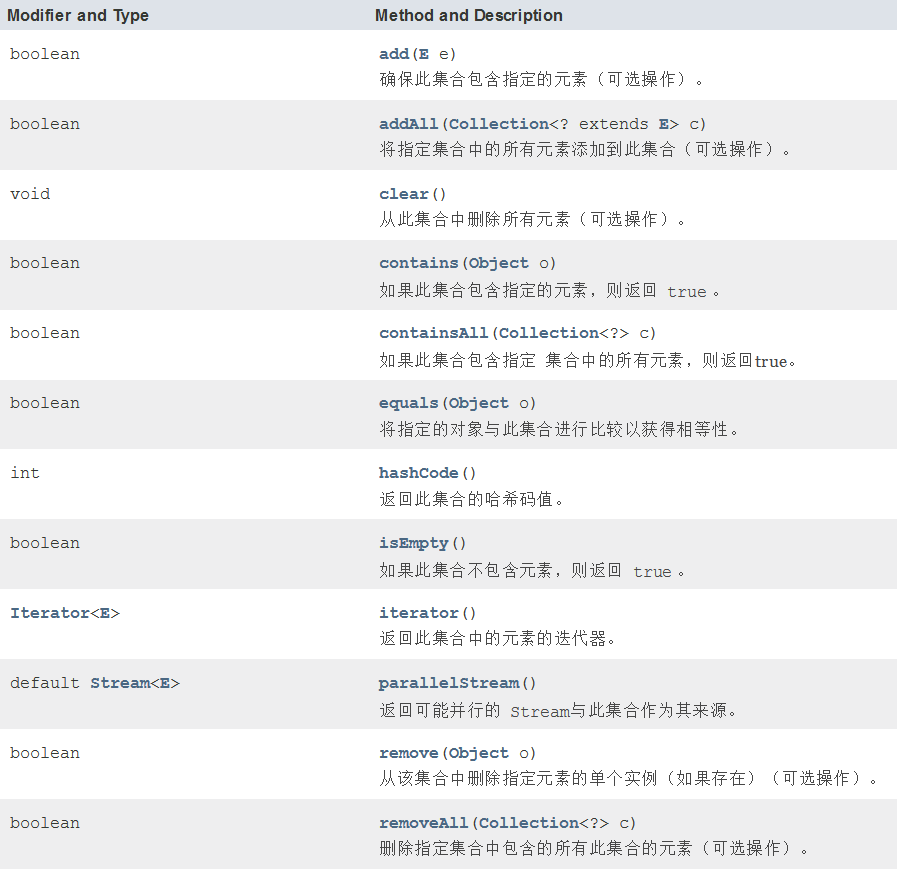 Modifier and Type Method and Description
boolean add(E e)
确保此集合包含指定的元素（可选操作）。
boolean addAll(Collection<? extends E> c)
将指定集合中的所有元素添加到此集合（可选操作）。
void clear()
从此集合中删除所有元素（可选操作）。
boolean contains(Object o)
如果此集合包含指定的元素，则返回 true 。
boolean containsAll(Collection<?> c)
如果此集合包含指定 集合中的所有元素，则返回true。
boolean equals(Object o)
将指定的对象与此集合进行比较以获得相等性。
int hashCode()
返回此集合的哈希码值。
boolean isEmpty()
如果此集合不包含元素，则返回 true 。
Iterator<E> iterator()
返回此集合中的元素的迭代器。
default Stream<E> parallelStream()
返回可能并行的 Stream与此集合作为其来源。
boolean remove(Object o)
从该集合中删除指定元素的单个实例（如果存在）（可选操作）。
boolean removeAll(Collection<?> c)
删除指定集合中包含的所有此集合的元素（可选操作）。